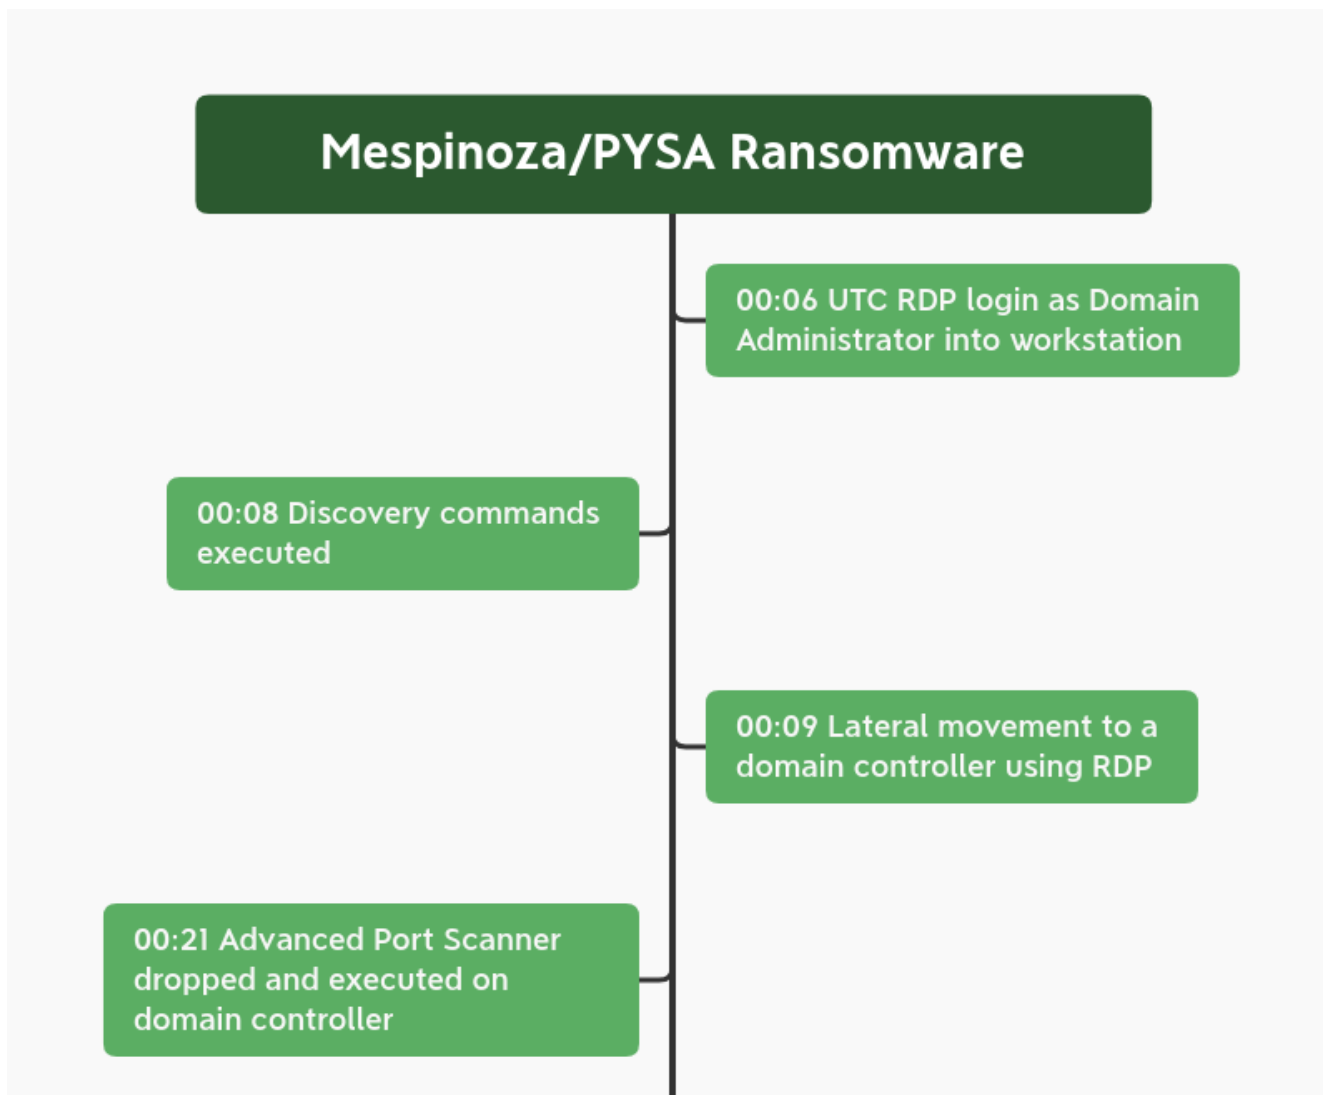 Mespinoza/PYSA Ransomware
00:06 UTC RDP login as Domain
Administrator into workstation
00:08 Discovery commands
executed
00:09 Lateral movement to a
domain controller using RDP
00:21 Advanced Port Scanner
dropped and executed on
domain controller